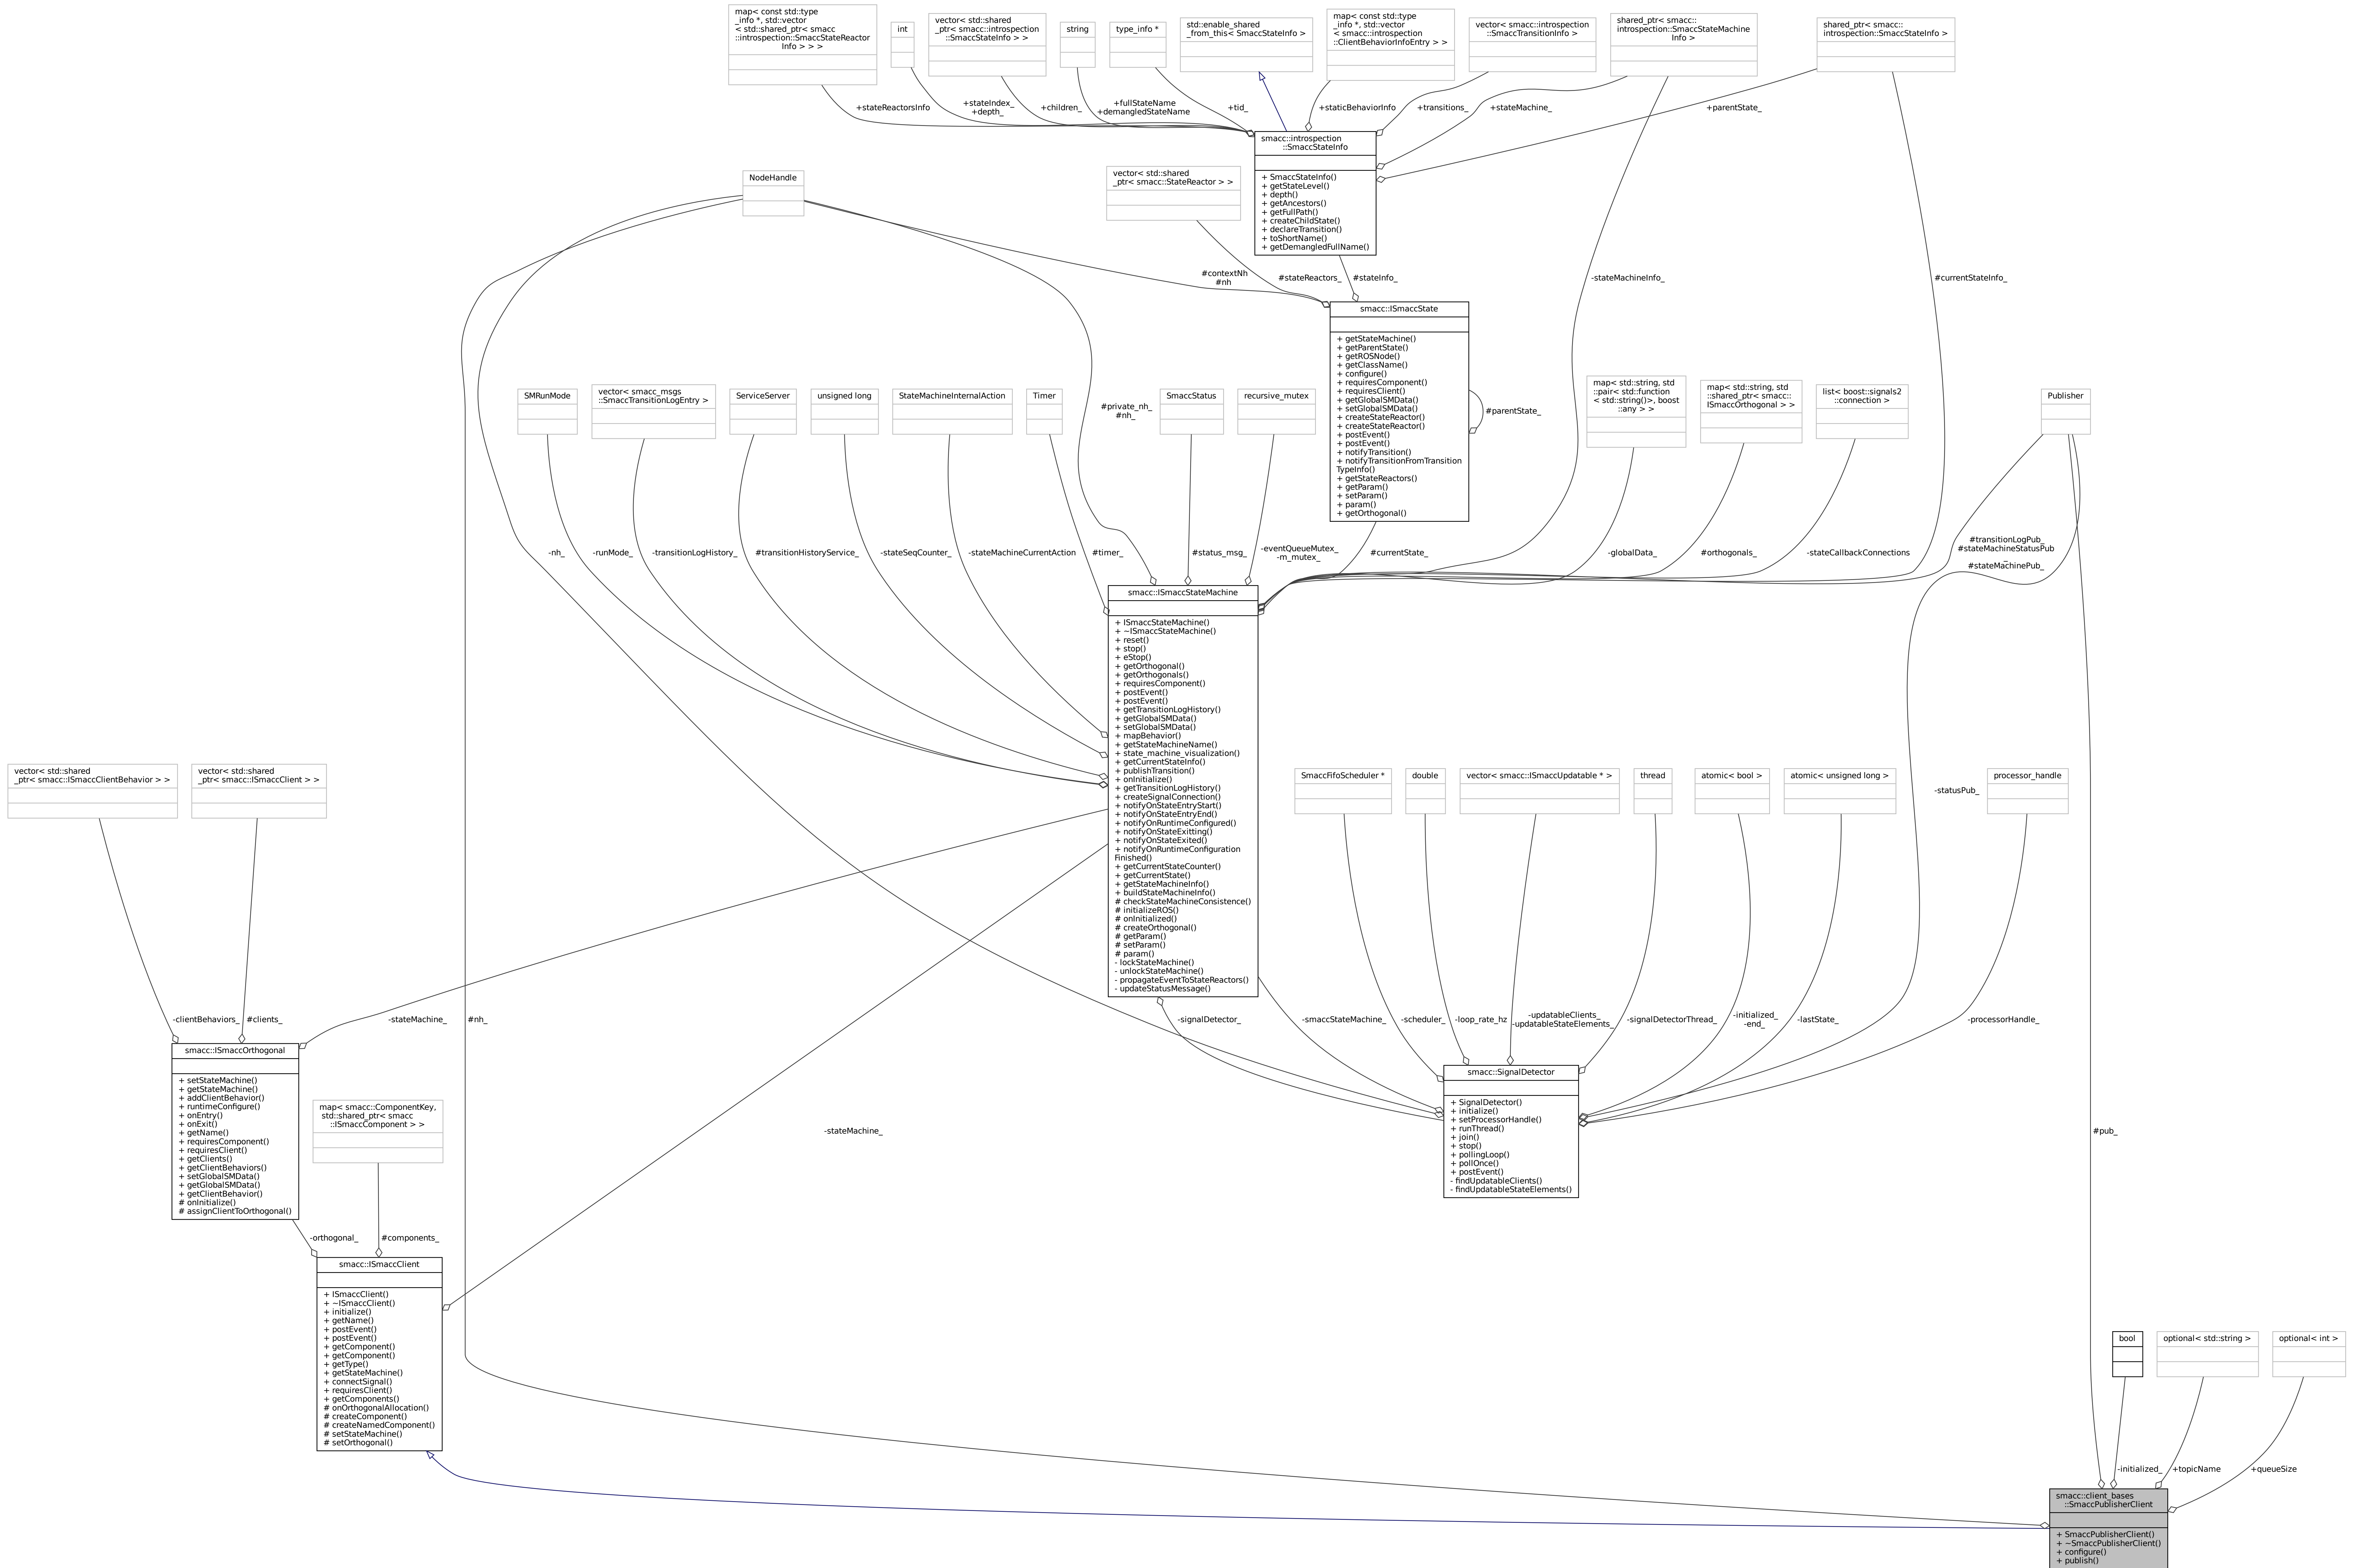 map< const std::type
_info *, std::vector
< std::shared_ptr< smacc
::introspection::SmaccStateReactor
Info > > >
int
vector< std::shared
_ptr< smacc::introspection
::SmaccStateInfo > >
string
type_info *
std::enable_shared
_from_this< SmaccStateInfo >
map< const std::type
_info *, std::vector
< smacc::introspection
::ClientBehaviorInfoEntry > >
vector< smacc::introspection
::SmaccTransitionInfo >
shared_ptr< smacc::
introspection::SmaccStateMachine
Info >
shared_ptr< smacc::
introspection::SmaccStateInfo >
+stateReactorsInfo
+stateIndex_
+depth_
+children_
+fullStateName
+demangledStateName
+tid_
+staticBehaviorInfo
+transitions_
+stateMachine_
+parentState_
smacc::introspection
::SmaccStateInfo
+ SmaccStateInfo()
+ getStateLevel()
+ depth()
+ getAncestors()
+ getFullPath()
+ createChildState()
+ declareTransition()
+ toShortName()
+ getDemangledFullName()
NodeHandle
vector< std::shared
_ptr< smacc::StateReactor > >
#contextNh
#nh
#stateReactors_
#stateInfo_
-stateMachineInfo_
#currentStateInfo_
smacc::ISmaccState
+ getStateMachine()
+ getParentState()
+ getROSNode()
+ getClassName()
+ configure()
+ requiresComponent()
+ requiresClient()
+ getGlobalSMData()
+ setGlobalSMData()
+ createStateReactor()
+ createStateReactor()
+ postEvent()
+ postEvent()
+ notifyTransition()
+ notifyTransitionFromTransition
TypeInfo()
+ getStateReactors()
+ getParam()
+ setParam()
+ param()
+ getOrthogonal()
#parentState_
SMRunMode
vector< smacc_msgs
::SmaccTransitionLogEntry >
ServiceServer
unsigned long
StateMachineInternalAction
Timer
#private_nh_
#nh_
SmaccStatus
recursive_mutex
map< std::string, std
::pair< std::function
< std::string()>, boost
::any > >
map< std::string, std
::shared_ptr< smacc::
ISmaccOrthogonal > >
list< boost::signals2
::connection >
Publisher
-nh_
-runMode_
-transitionLogHistory_
#transitionHistoryService_
-stateSeqCounter_
-stateMachineCurrentAction
#timer_
#status_msg_
-eventQueueMutex_
-m_mutex_
#currentState_
-globalData_
#orthogonals_
-stateCallbackConnections
#transitionLogPub_
#stateMachineStatusPub
_
#stateMachinePub_
smacc::ISmaccStateMachine
+ ISmaccStateMachine()
+ ~ISmaccStateMachine()
+ reset()
+ stop()
+ eStop()
+ getOrthogonal()
+ getOrthogonals()
+ requiresComponent()
+ postEvent()
+ postEvent()
+ getTransitionLogHistory()
+ getGlobalSMData()
+ setGlobalSMData()
+ mapBehavior()
+ getStateMachineName()
+ state_machine_visualization()
+ getCurrentStateInfo()
+ publishTransition()
+ onInitialize()
+ getTransitionLogHistory()
+ createSignalConnection()
+ notifyOnStateEntryStart()
+ notifyOnStateEntryEnd()
+ notifyOnRuntimeConfigured()
+ notifyOnStateExitting()
+ notifyOnStateExited()
+ notifyOnRuntimeConfiguration
Finished()
+ getCurrentStateCounter()
+ getCurrentState()
+ getStateMachineInfo()
+ buildStateMachineInfo()
# checkStateMachineConsistence()
# initializeROS()
# onInitialized()
# createOrthogonal()
# getParam()
# setParam()
# param()
- lockStateMachine()
- unlockStateMachine()
- propagateEventToStateReactors()
- updateStatusMessage()
vector< std::shared
_ptr< smacc::ISmaccClientBehavior > >
vector< std::shared
_ptr< smacc::ISmaccClient > >
SmaccFifoScheduler *
double
vector< smacc::ISmaccUpdatable * >
thread
atomic< bool >
atomic< unsigned long >
-statusPub_
processor_handle
-clientBehaviors_
#clients_
-stateMachine_
#nh_
-signalDetector_
-smaccStateMachine_
-scheduler_
-loop_rate_hz
-updatableClients_
-updatableStateElements_
-signalDetectorThread_
-initialized_
-end_
-lastState_
-processorHandle_
smacc::ISmaccOrthogonal
+ setStateMachine()
+ getStateMachine()
+ addClientBehavior()
+ runtimeConfigure()
+ onEntry()
+ onExit()
+ getName()
+ requiresComponent()
+ requiresClient()
+ getClients()
+ getClientBehaviors()
+ setGlobalSMData()
+ getGlobalSMData()
+ getClientBehavior()
# onInitialize()
# assignClientToOrthogonal()
smacc::SignalDetector
+ SignalDetector()
+ initialize()
+ setProcessorHandle()
+ runThread()
+ join()
+ stop()
+ pollingLoop()
+ pollOnce()
+ postEvent()
- findUpdatableClients()
- findUpdatableStateElements()
map< smacc::ComponentKey,
std::shared_ptr< smacc
::ISmaccComponent > >
-stateMachine_
#pub_
-orthogonal_
#components_
smacc::ISmaccClient
+ ISmaccClient()
+ ~ISmaccClient()
+ initialize()
+ getName()
+ postEvent()
+ postEvent()
+ getComponent()
+ getComponent()
+ getType()
+ getStateMachine()
+ connectSignal()
+ requiresClient()
+ getComponents()
# onOrthogonalAllocation()
# createComponent()
# createNamedComponent()
# setStateMachine()
# setOrthogonal()
bool
optional< std::string >
optional< int >
-initialized_
+topicName
+queueSize
smacc::client_bases
::SmaccPublisherClient
+ SmaccPublisherClient()
+ ~SmaccPublisherClient()
+ configure()
+ publish()